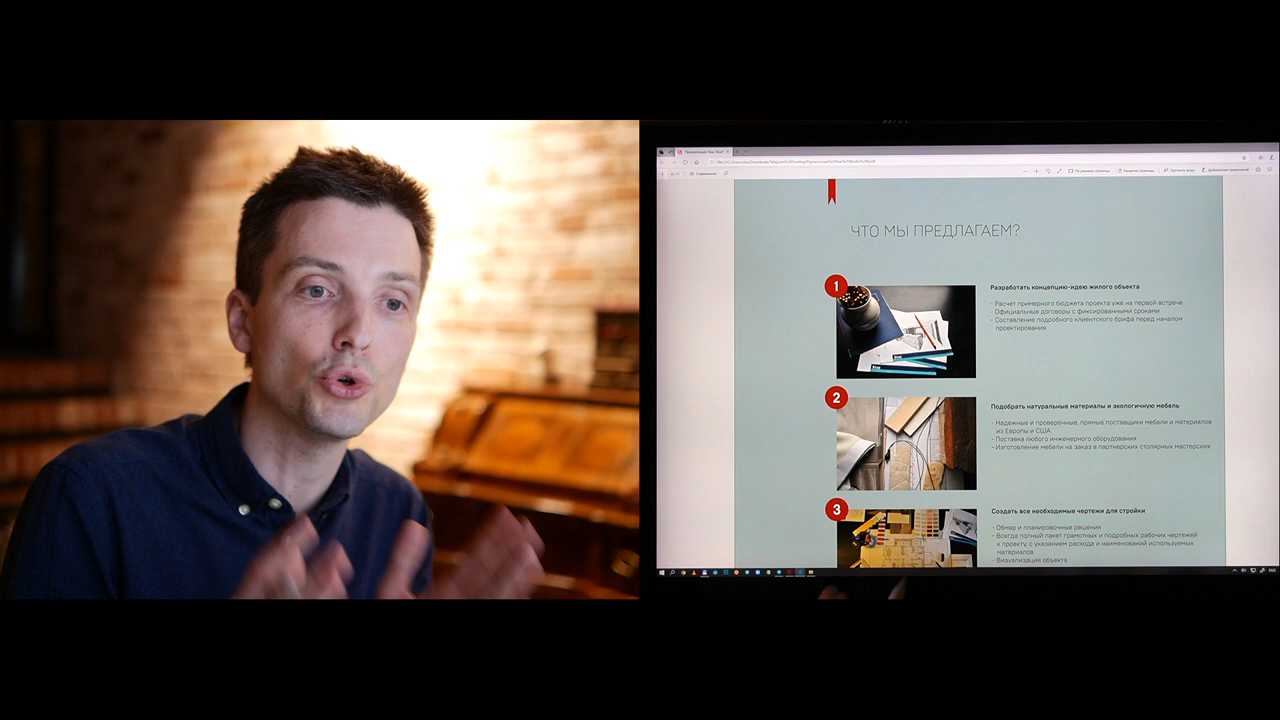 ЧТО МЫ ПРЕДЛАГАЕМ?
1
Разработать концепцию-идею жилого объекта
- Расчет примерного бюджета проекта уже на первой встрече
- Официальные договоры с фиксированными сроками
- Составление подробного клиентского брифа перед началом
проектирования
2
Подобрать натуральные материалы и экологичную мебель
- Надежные и проверенные, прямые поставщики мебели и материалов
из Европы и США
- Поставка любого инженерного оборудования
- Изготовление мебели на заказ в партнерских столярных мастерских
3
Создать все необходимые чертежи для стройки
- Обмер и планировочные решения
- Всегда полный пакет грамотных и подробных рабочих чертежей
к проекту, с указанием расхода и наименований используемых
материалов
- Визуализация объекта